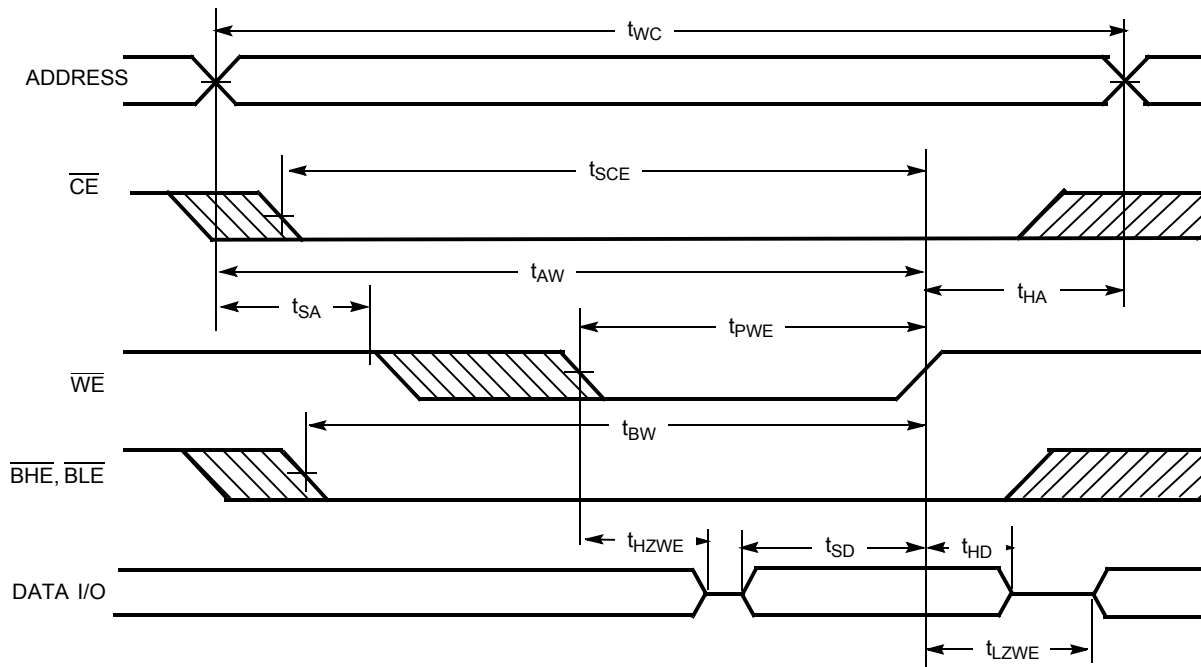 tWC
ADDRESS
tSCE
CE
tAW
tSA
tHA
tPWE
WE
tBW
BHE, BLE
tHZWE
tSD
tHD
DATA I/O
tLZWE